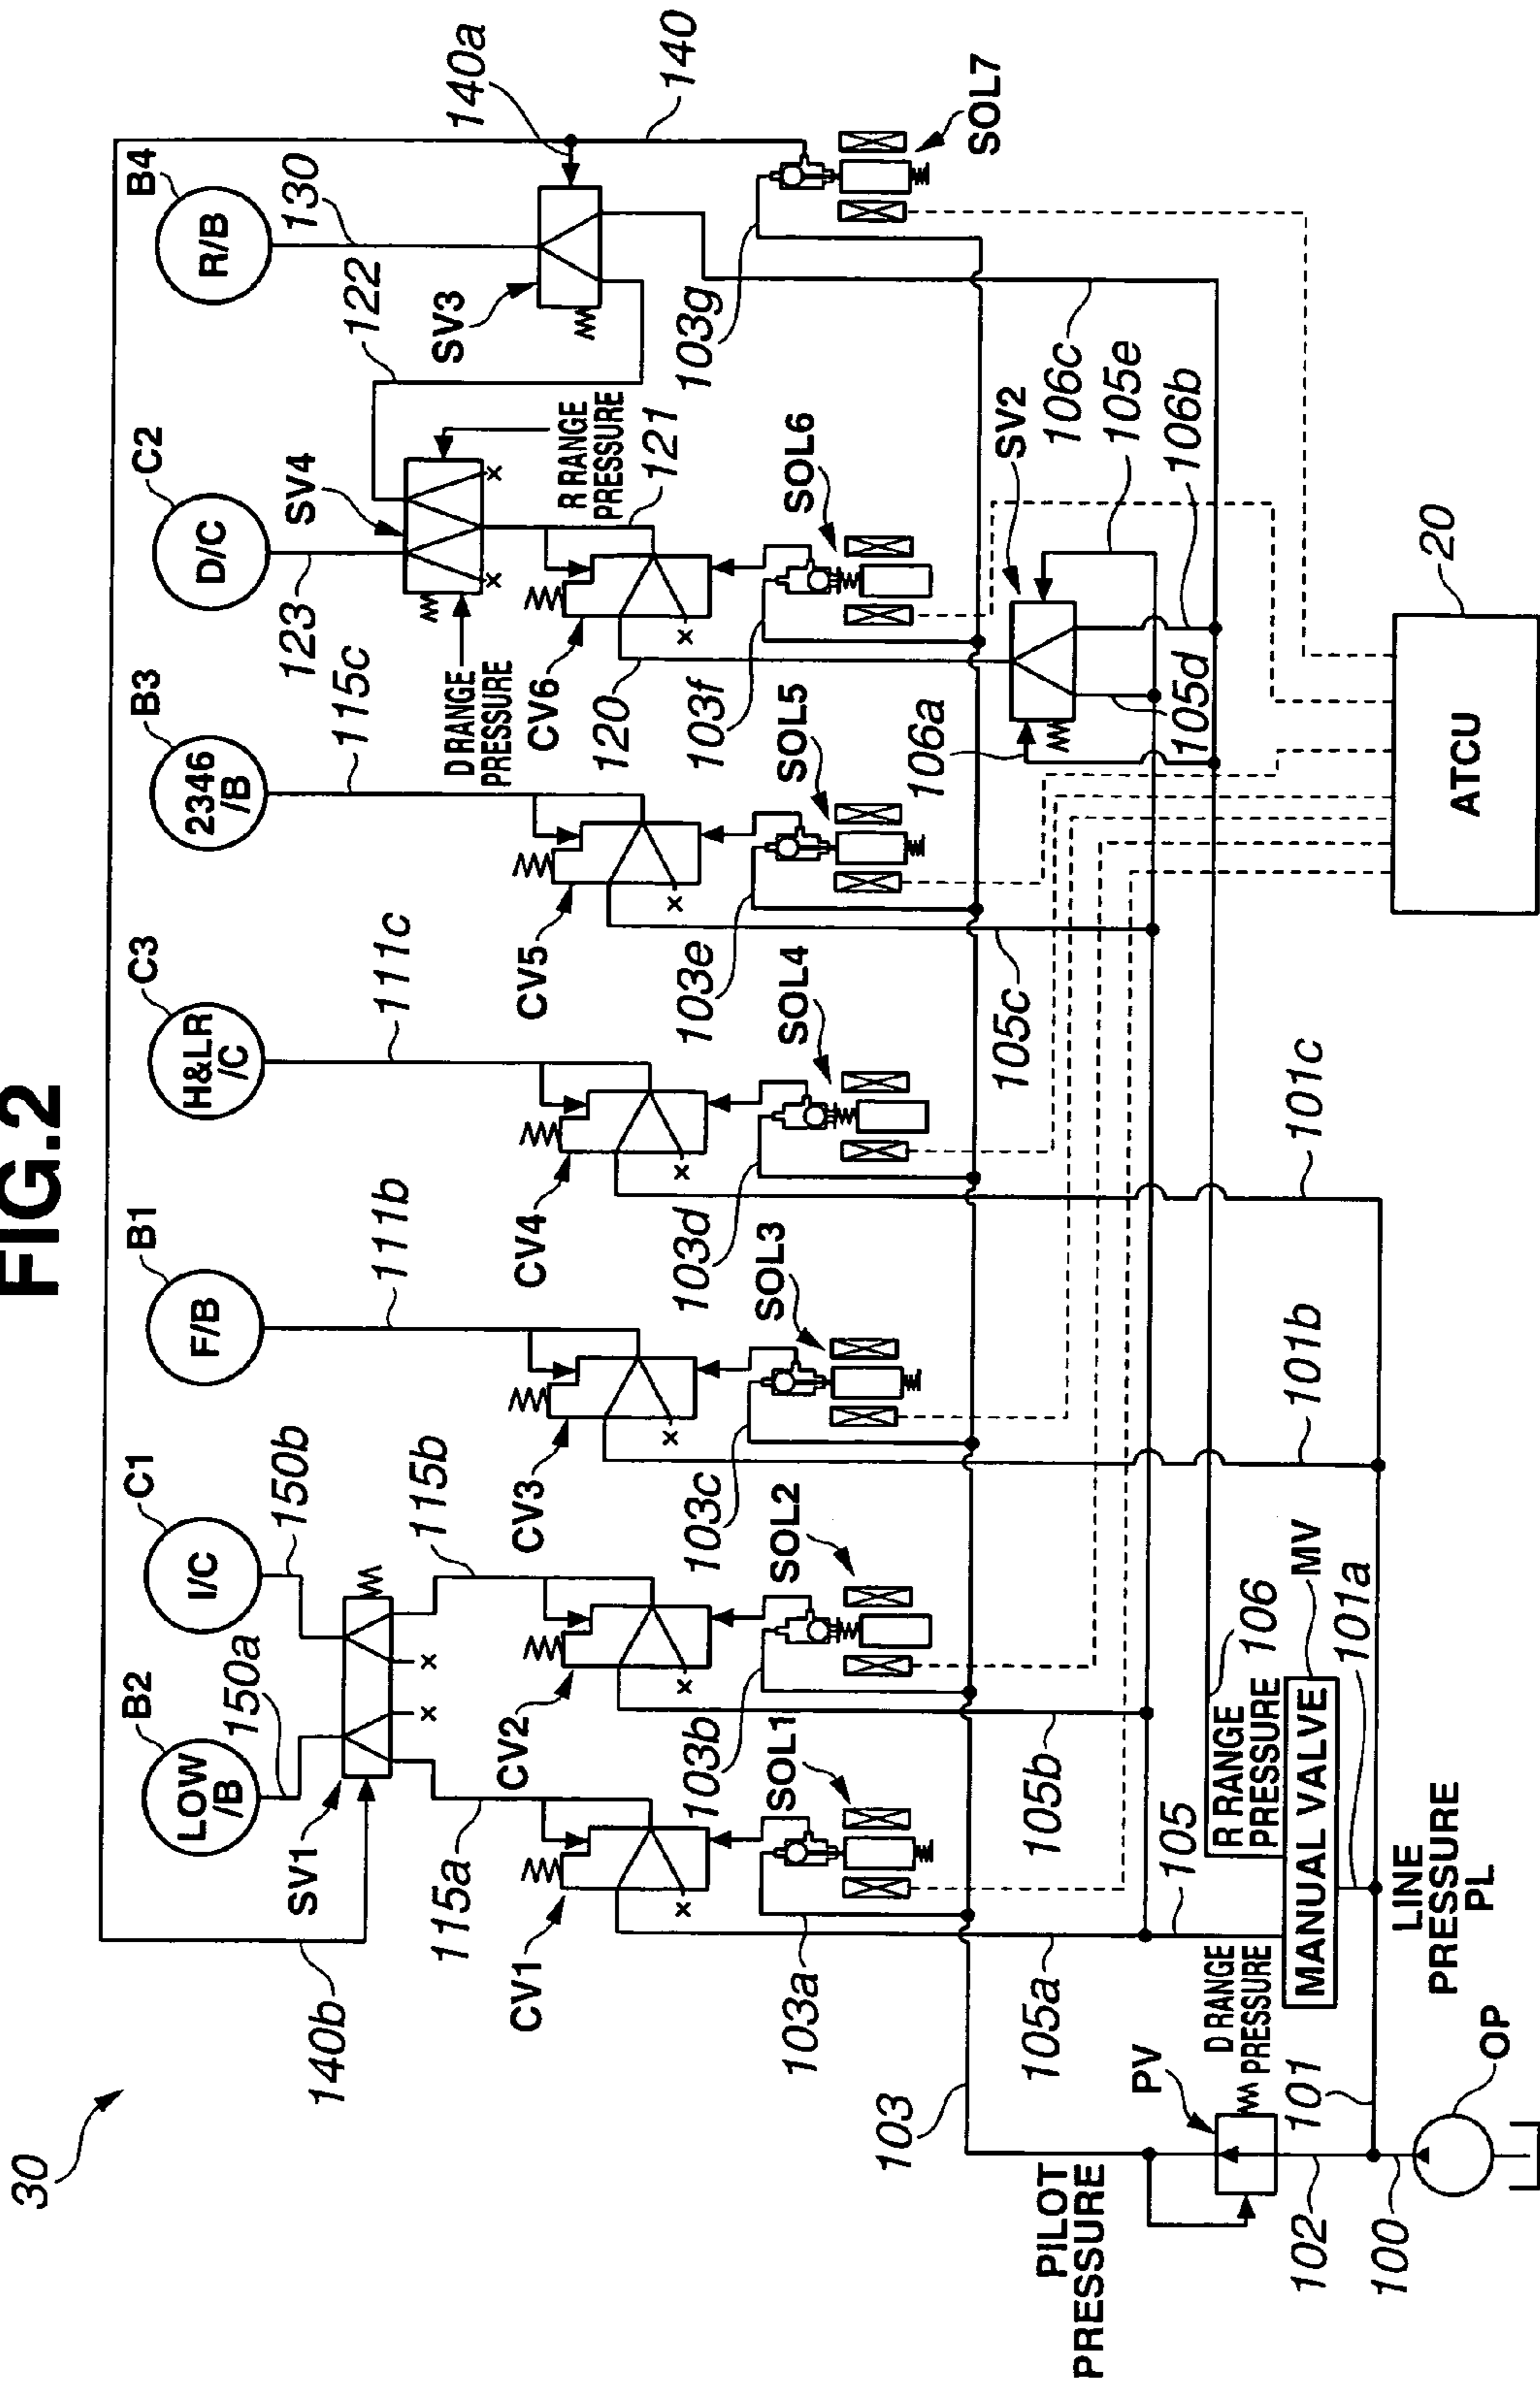 FIG.2
30
B2
LOW
/B
C1
I/C
B1
F/B
C3
H&LR
/C
B3
2346
/B
C2
D/C
B4
R/B
140b
SV1
150a
150b
111b
111c
115c
123
SV4
122
130
140a
SV3
140
D RANGE
PRESSURE
R RANGE
PRESSURE
115a
115b
121
CV1
CV2
CV3
CV4
CV5
CV6
120
103a
103b
103c
103d
103e
103f
103g
SOL1
SOL2
SOL3
SOL4
SOL5
SOL6
SOL7
x
x
x
x
x
x
x
x
x
x
103
105a
105b
105c
106a
SV2
105d
106c
105e
106b
PILOT
PRESSURE
PV
D RANGE
PRESSURE
105
R RANGE
PRESSURE
106
MV
MANUAL VALVE
101a
101b
101c
101
102
100
LINE
PRESSURE
PL
OP
20
ATCU